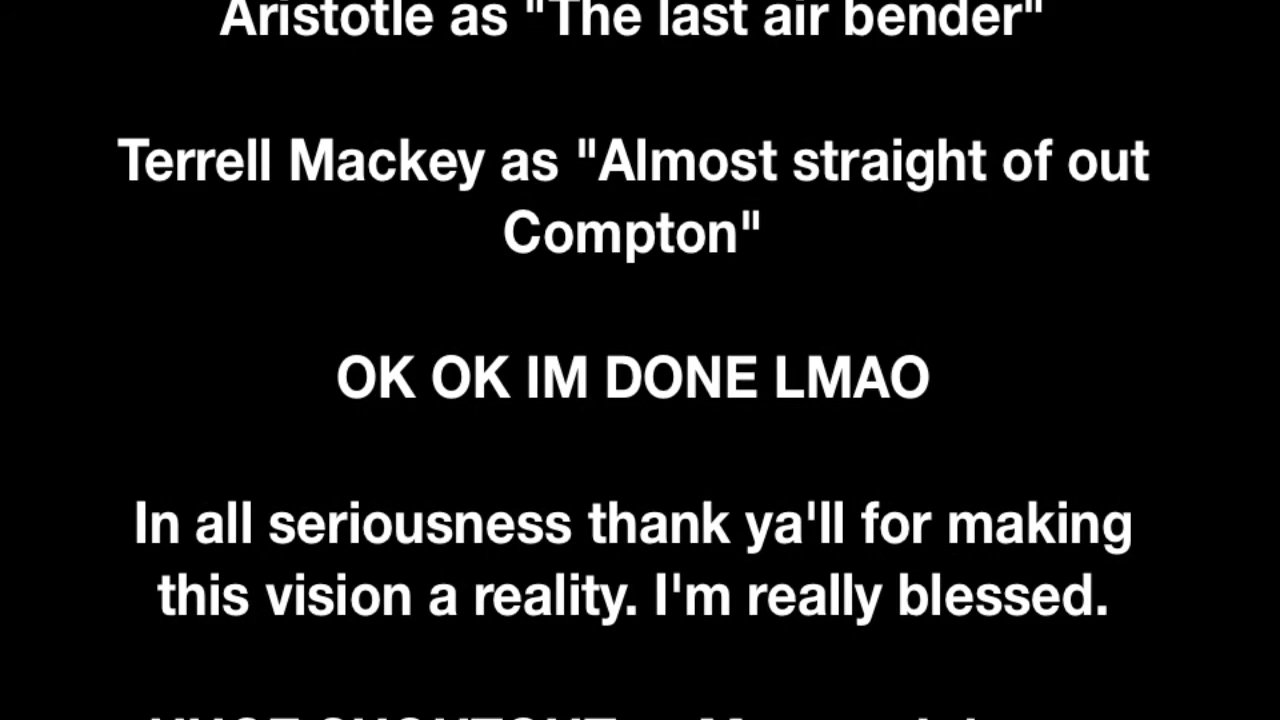 Aristotle as "The last air bender"
Terrell Mackey as "Almost straight of out
Compton"
OK OK IM DONE LMAO
In all seriousness thank ya'll for making
this vision a reality. I'm really blessed.